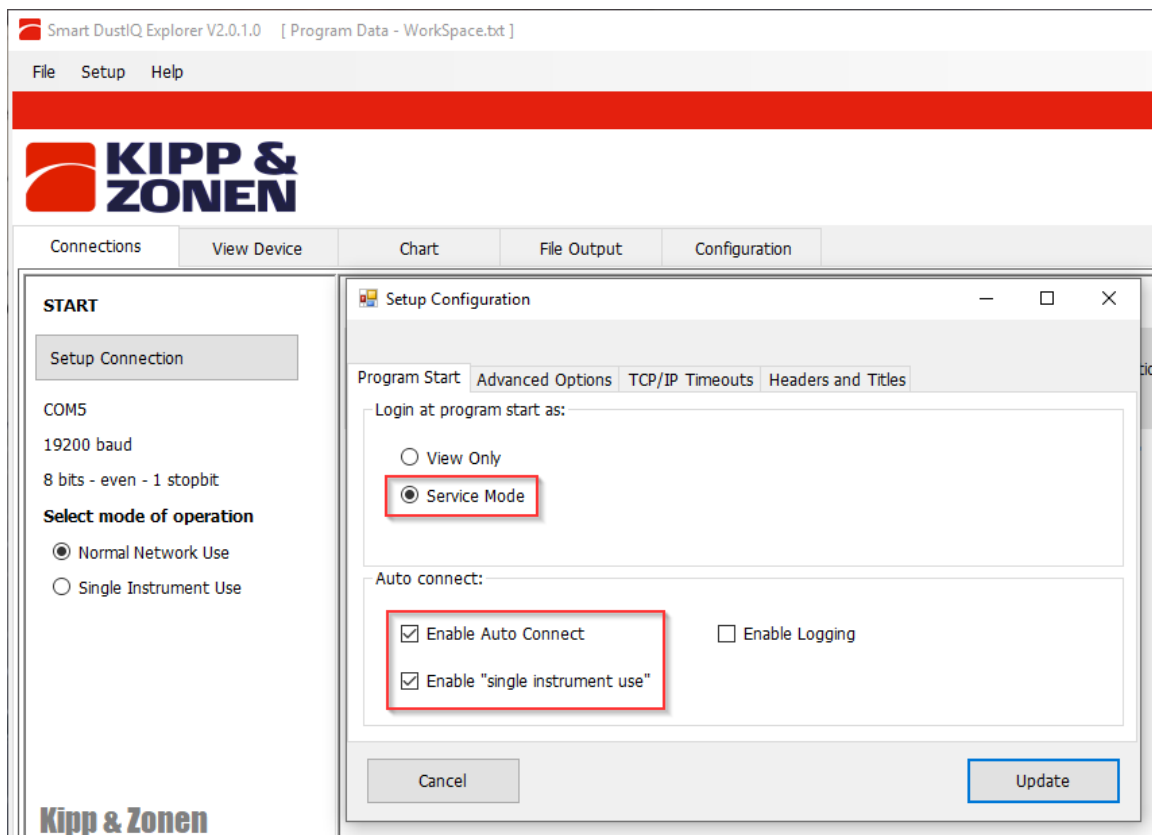 Smart DustIQ Explorer V2.0.1.0 [ Program Data - WorkSpace.txt ]
File Setup Help
KIPP &
ZONEN
Connections View Device Chart File Output Configuration
START
Setup Connection
COM5
19200 baud
8 bits - even - 1 stopbit
Select mode of operation
Normal Network Use
Single Instrument Use
Kipp & Zonen
Setup Configuration
Program Start Advanced Options TCP/IP Timeouts Headers and Titles
Login at program start as:
View Only
Service Mode
Auto connect:
Enable Auto Connect Enable Logging
Enable "single instrument use"
Cancel Update